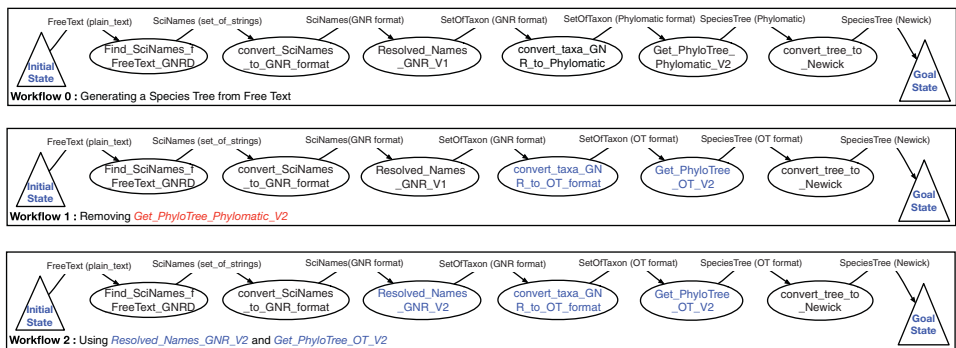 FreeText (plain_text) SciNames (set_of_strings) SciNames(GNR format) SetOfTaxon (GNR format) SetOfTaxon (Phylomatic format) SpeciesTree (Phylomatic) SpeciesTree (Newick)
Initial
State
Find_SciNames_f
FreeText_GNRD
convert_SciNames
_to_GNR_format
Resolved_Names
_GNR_V1
convert_taxa_GN
R_to_Phylomatic
Get_PhyloTree_
Phylomatic_V2
convert_tree_to
_Newick
Goal
State
Workflow 0 : Generating a Species Tree from Free Text
FreeText (plain_text) SciNames (set_of_strings) SciNames(GNR format) SetOfTaxon (GNR format) SetOfTaxon (OT format) SpeciesTree (OT format) SpeciesTree (Newick)
Initial
State
Find_SciNames_f
FreeText_GNRD
convert_SciNames
_to_GNR_format
Resolved_Names
_GNR_V1
convert_taxa_GN
R_to_OT_format
Get_PhyloTree
_OT_V2
convert_tree_to
_Newick
Goal
State
Workflow 1 : Removing Get_PhyloTree_Phylomatic_V2
FreeText (plain_text) SciNames (set_of_strings) SciNames(GNR format) SetOfTaxon (GNR format) SetOfTaxon (OT format) SpeciesTree (OT format) SpeciesTree (Newick)
Initial
State
Find_SciNames_f
FreeText_GNRD
convert_SciNames
_to_GNR_format
Resolved_Names
_GNR_V2
convert_taxa_GN
R_to_OT_format
Get_PhyloTree
_OT_V2
convert_tree_to
_Newick
Goal
State
Workflow 2 : Using Resolved_Names_GNR_V2 and Get_PhyloTree_OT_V2